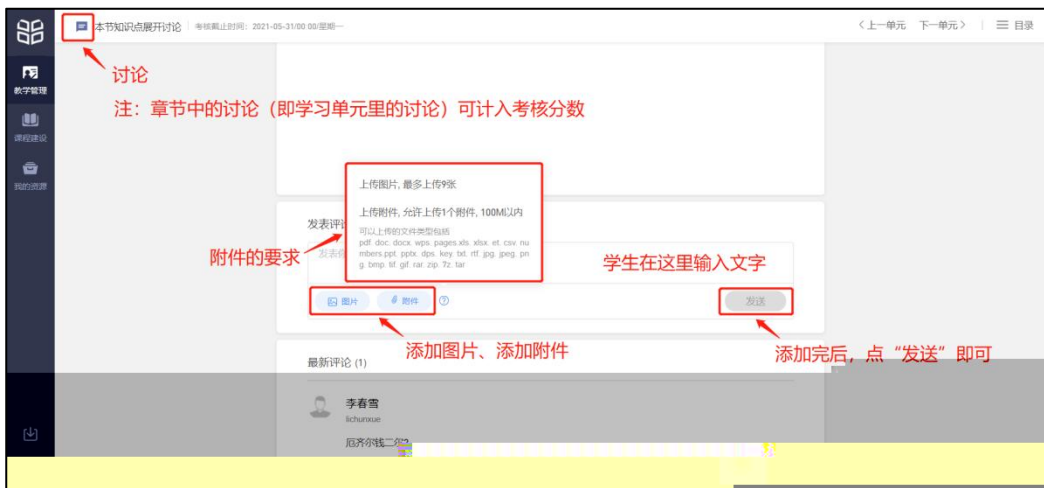 本节知识点展开讨论 考核截止时间: 2021-05-31/00:00/星期一
上一单元 下一单元 目录
教学管理
课程建设
我的资源
讨论
注：章节中的讨论（即学习单元里的讨论）可计入考核分数
上传图片, 最多上传9张
上传附件, 允许上传1个附件, 100M以内
可以上传的文件类型包括
pdf. doc. docx. wps. pages.xls. xlsx. et. csv. nu
mbers.ppt. pptx. dps. key. txt. rtf. jpg. jpeg. pn
g. bmp. tif. gif. rar. zip. 7z. tar
发表评
附件的要求
学生在这里输入文字
图片 附件
发送
添加图片、添加附件
添加完后，点“发送”即可
最新评论 (1)
李春雪
lichunxue